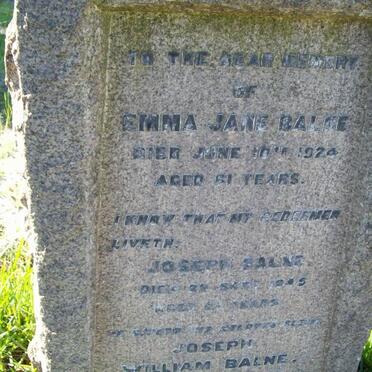 TO THE DEAR MEMORY
OF
EMMA JANE BALNE
DIED JUNE 10TH 1924
AGED 61 YEARS.
I KNOW THAT MY REDEEMER
LIVETH.
JOSEPH BALNE.
DIED SEPT 1945
AGED YEARS
JOSEPH
WILLIAM BALNE.